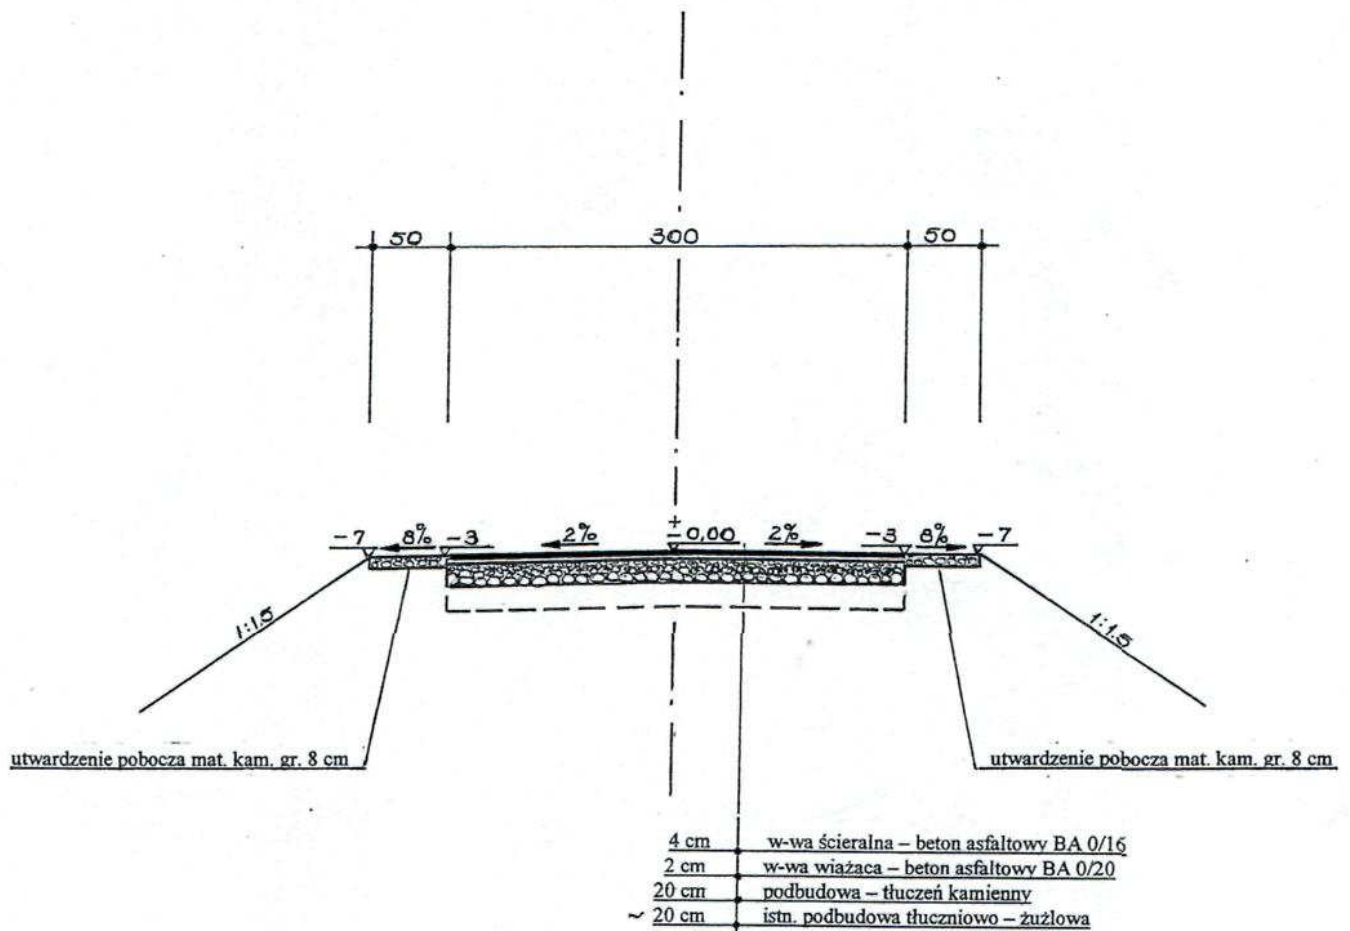 50 300 50
-7 8% -3 2% ± 0,00 2% -3 8% -7
1:1.5 1:1.5
utwardzenie pobocza mat. kam. gr. 8 cm utwardzenie pobocza mat. kam. gr. 8 cm
4 cm w-wa ścieralna – beton asfaltowy BA 0/16
2 cm w-wa wiążaca – beton asfaltowy BA 0/20
20 cm podbudowa – tłuczeń kamienny
~ 20 cm istn. podbudowa tłuczniowo – żużlowa